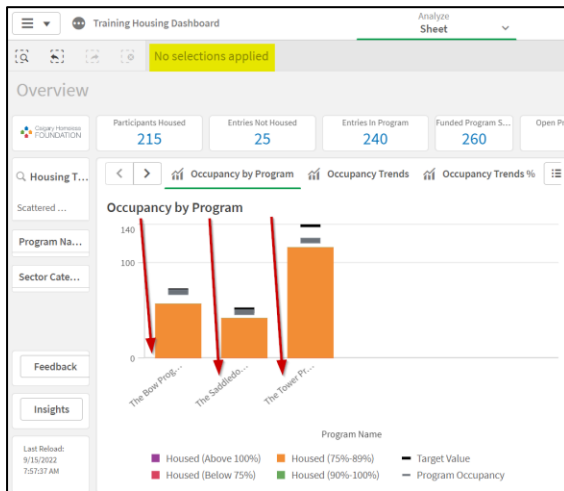 Training Housing Dashboard
Analyze
Sheet
No selections applied
Overview
Calgary Homeless
FOUNDATION
Participants Housed
215
Entries Not Housed
25
Entries In Program
240
Funded Program S...
260
Open Pr
Housing T...
Scattered ...
Program Na...
Sector Cate...
Feedback
Insights
Last Reload:
9/15/2022
7:57:37 AM
Occupancy by Program
Occupancy Trends
Occupancy Trends %
Occupancy by Program
140
100
0
The Bow Prog...
The Saddledo...
The Tower Pr...
Program Name
Housed (Above 100%)
Housed (75%-89%)
Target Value
Housed (Below 75%)
Housed (90%-100%)
Program Occupancy